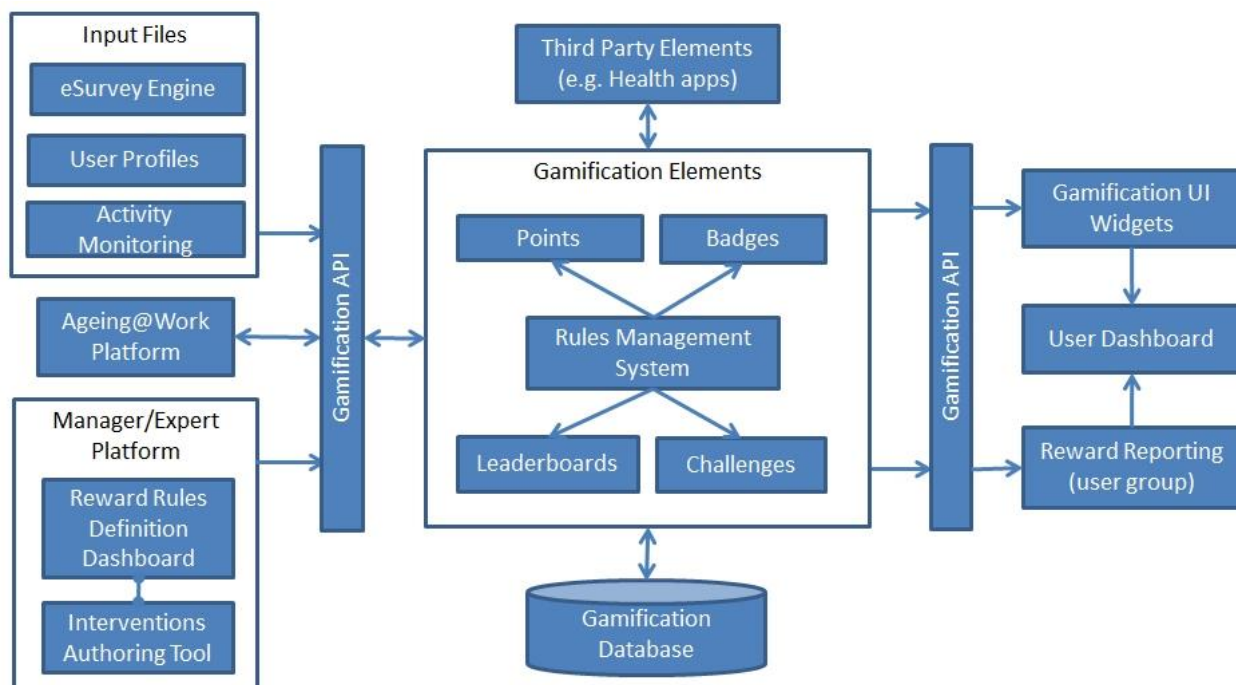 Input Files
eSurvey Engine
User Profiles
Activity
Monitoring
Ageing@Work
Platform
Manager/Expert
Platform
Reward Rules
Definition
Dashboard
Interventions
Authoring Tool
Gamification API
Third Party Elements
(e.g. Health apps)
Gamification Elements
Points
Badges
Rules Management
System
Leaderboards
Challenges
Gamification
Database
Gamification API
Gamification UI
Widgets
User Dashboard
Reward Reporting
(user group)